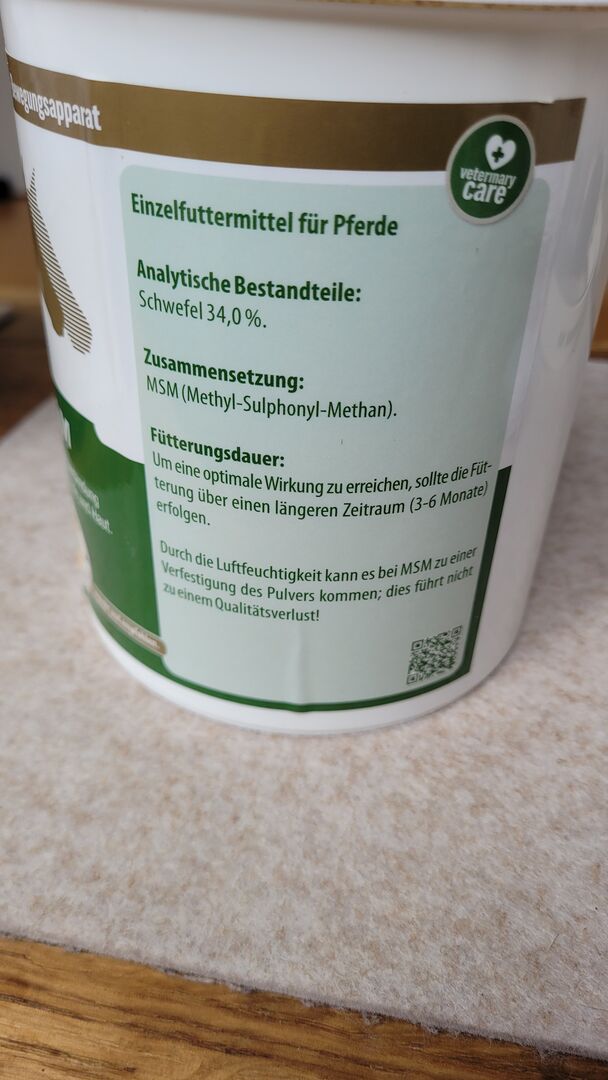 ewegungsapparat
veterinary
care
Einzelfuttermittel für Pferde
Analytische Bestandteile:
Schwefel 34,0 %.
Zusammensetzung:
MSM (Methyl-Sulphonyl-Methan).
Fütterungsdauer:
Um eine optimale Wirkung zu erreichen, sollte die Füt-
terung über einen längeren Zeitraum (3-6 Monate)
erfolgen.
Durch die Luftfeuchtigkeit kann es bei MSM zu einer
Verfestigung des Pulvers kommen; dies führt nicht
zu einem Qualitätsverlust!